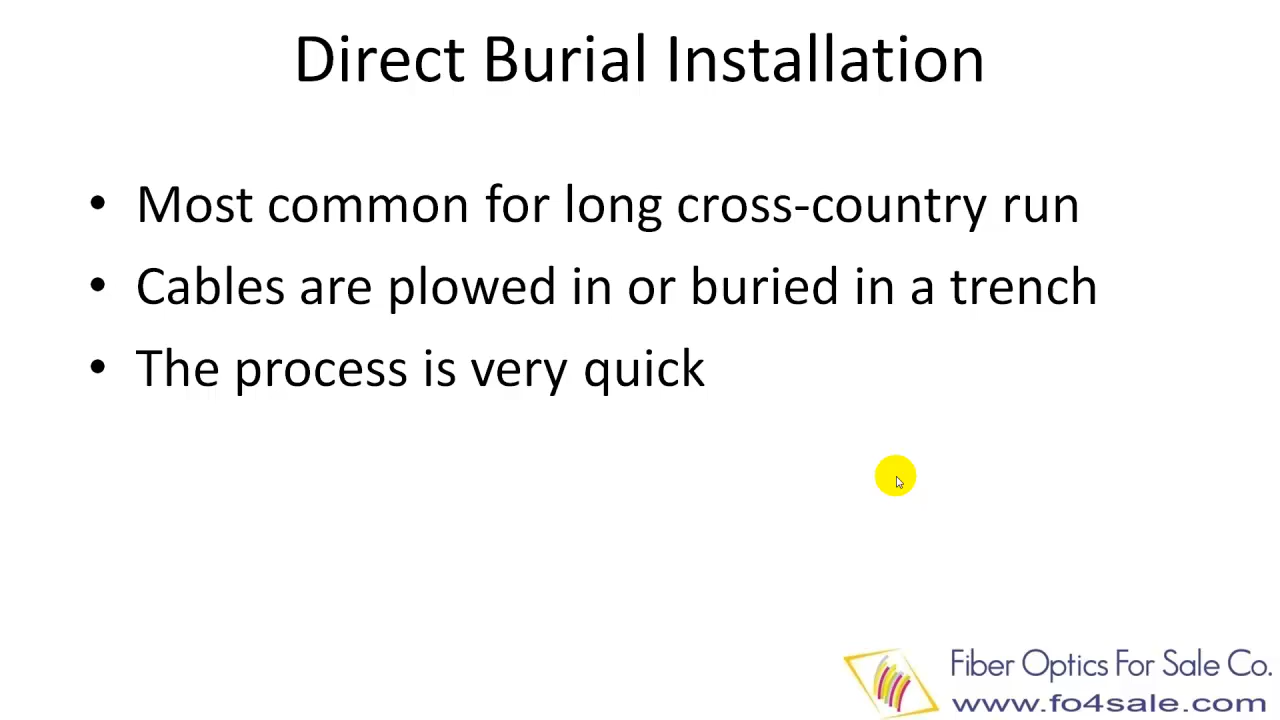 Direct Burial Installation
• Most common for long cross-country run
• Cables are plowed in or buried in a trench
• The process is very quick
Fiber Optics For Sale Co.
www.fo4sale.com